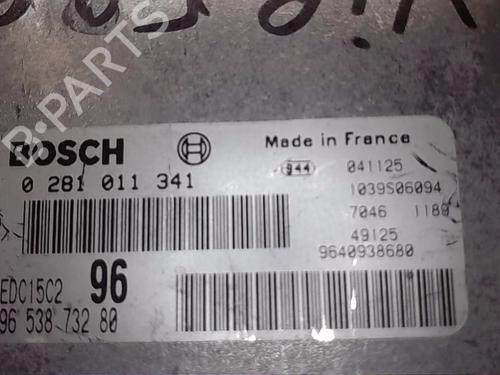 B-PARTS
BOSCH
Made in France
0 281 011 341
944
041125
1039S06094
7046 1188
49125
9640938680
EDC15C2 96
96 538 732 80